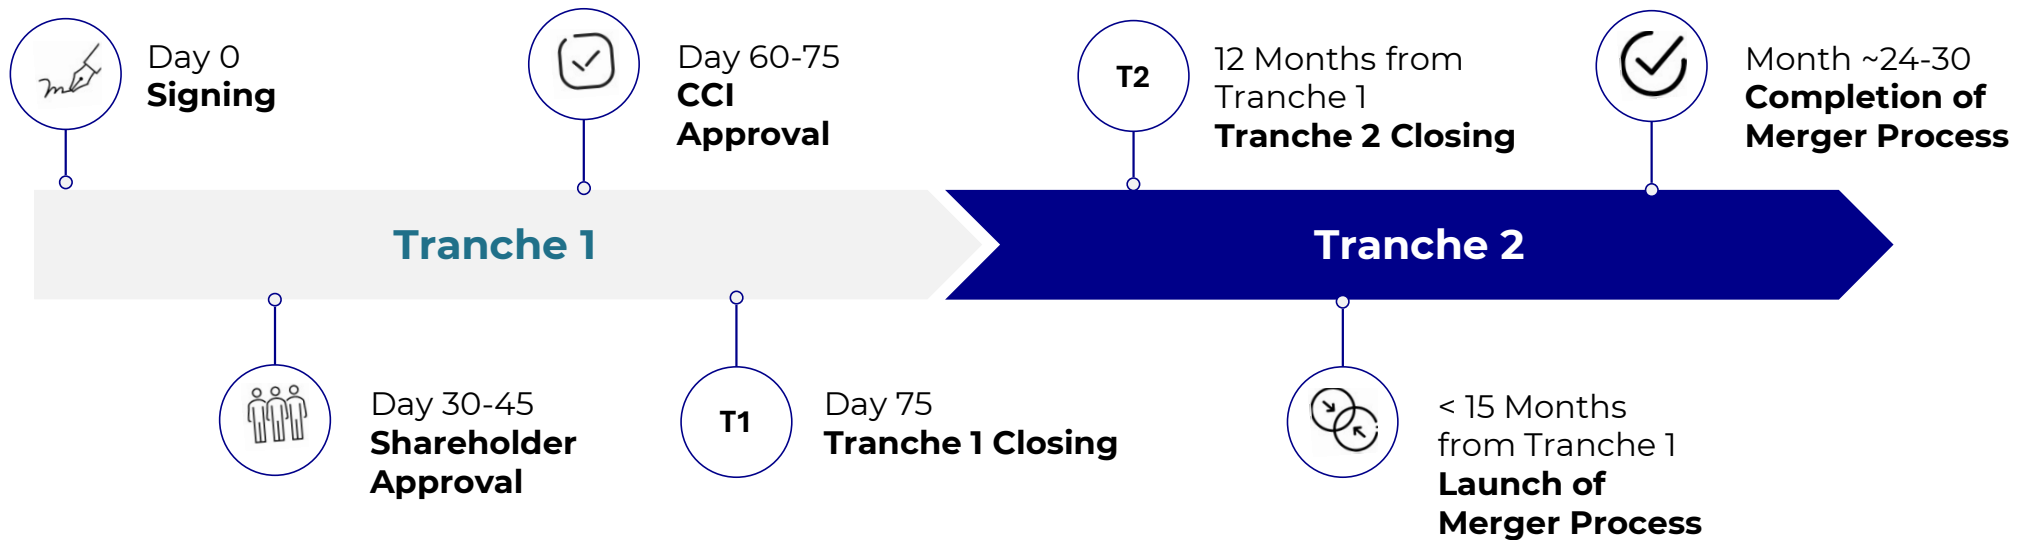 Day 0
Signing
Day 60-75
CCI
Approval
T2
12 Months from
Tranche 1
Tranche 2 Closing
Month ~24-30
Completion of
Merger Process
Tranche 1
Tranche 2
Day 30-45
Shareholder
Approval
T1
Day 75
Tranche 1 Closing
< 15 Months
from Tranche 1
Launch of
Merger Process